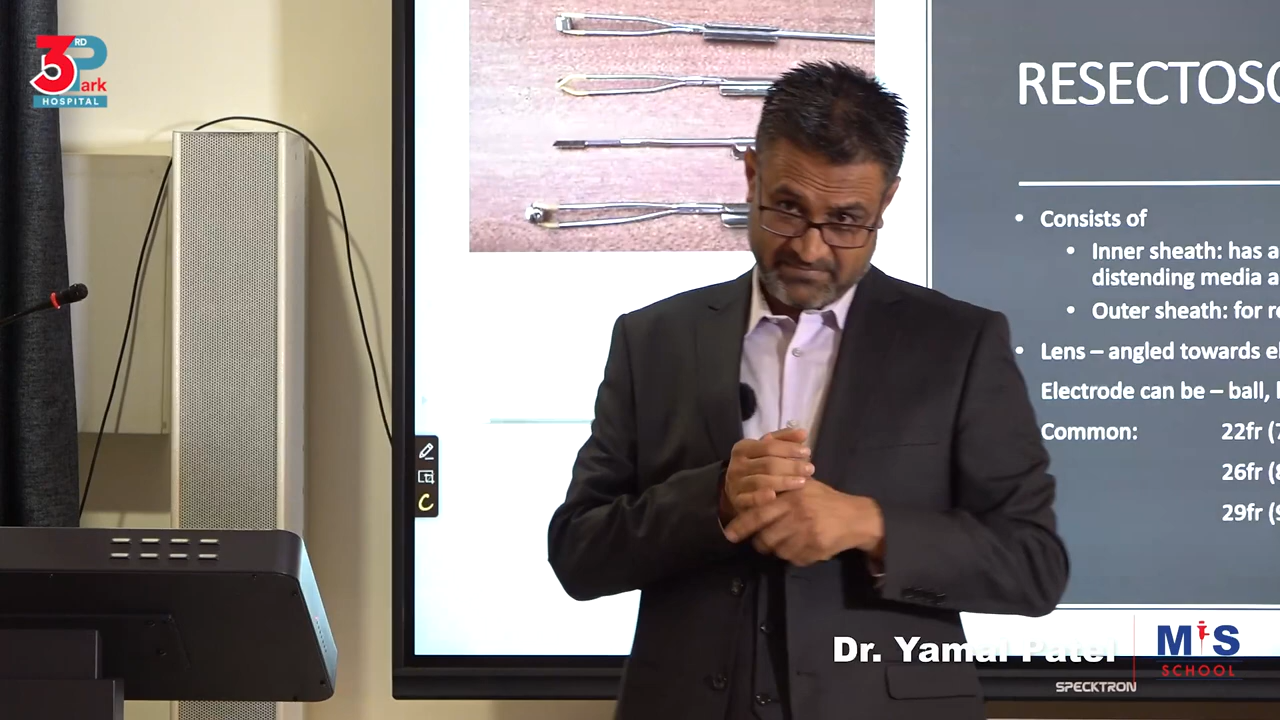 3RD
Park
HOSPITAL
RESECTOSC
Consists of
Inner sheath: has a
distending media a
Outer sheath: for re
Lens – angled towards el
Electrode can be – ball,
Common: 22fr (7
26fr (8
29fr (9
Dr. Yamal Patel
MIS
SCHOOL
SPECKTRON